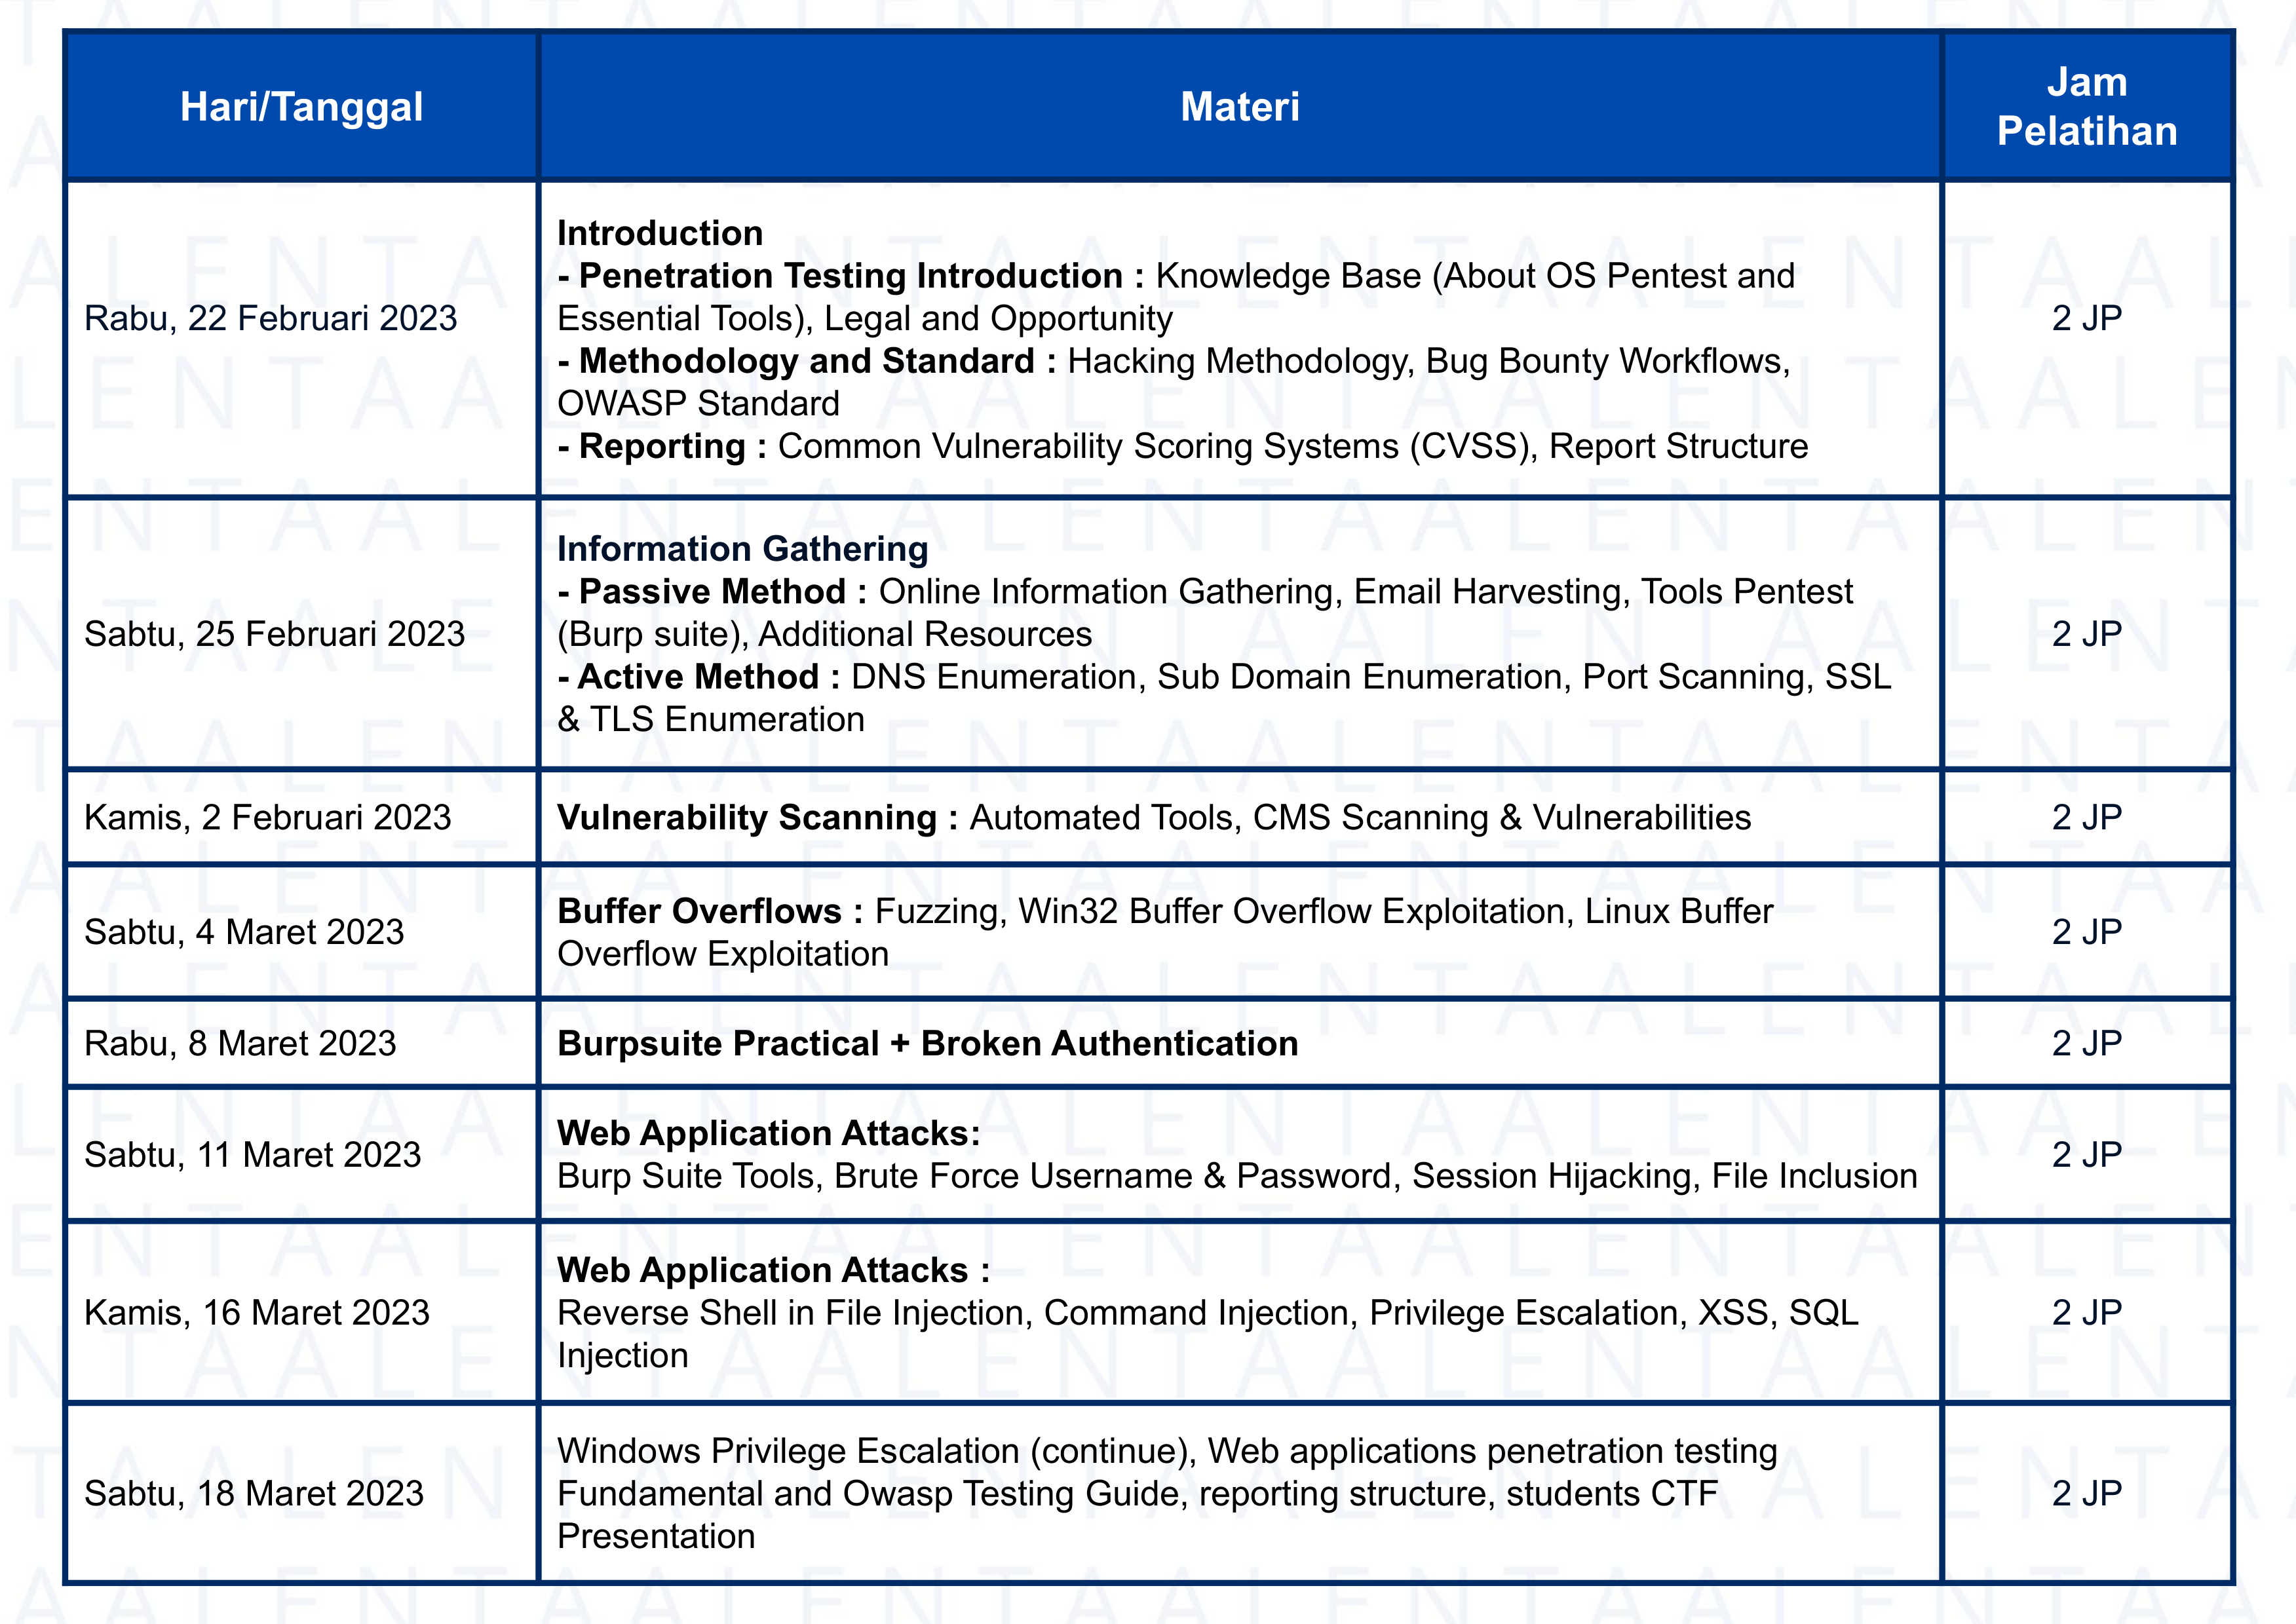 Hari/Tanggal
Materi
Jam
Pelatihan
Rabu, 22 Februari 2023
Introduction
- Penetration Testing Introduction : Knowledge Base (About OS Pentest and
Essential Tools), Legal and Opportunity
- Methodology and Standard : Hacking Methodology, Bug Bounty Workflows,
OWASP Standard
- Reporting : Common Vulnerability Scoring Systems (CVSS), Report Structure
2 JP
Sabtu, 25 Februari 2023
Information Gathering
- Passive Method : Online Information Gathering, Email Harvesting, Tools Pentest
(Burp suite), Additional Resources
- Active Method : DNS Enumeration, Sub Domain Enumeration, Port Scanning, SSL
& TLS Enumeration
2 JP
Kamis, 2 Februari 2023
Vulnerability Scanning : Automated Tools, CMS Scanning & Vulnerabilities
2 JP
Sabtu, 4 Maret 2023
Buffer Overflows : Fuzzing, Win32 Buffer Overflow Exploitation, Linux Buffer
Overflow Exploitation
2 JP
Rabu, 8 Maret 2023
Burpsuite Practical + Broken Authentication
2 JP
Sabtu, 11 Maret 2023
Web Application Attacks:
Burp Suite Tools, Brute Force Username & Password, Session Hijacking, File Inclusion
2 JP
Kamis, 16 Maret 2023
Web Application Attacks :
Reverse Shell in File Injection, Command Injection, Privilege Escalation, XSS, SQL
Injection
2 JP
Sabtu, 18 Maret 2023
Windows Privilege Escalation (continue), Web applications penetration testing
Fundamental and Owasp Testing Guide, reporting structure, students CTF
Presentation
2 JP